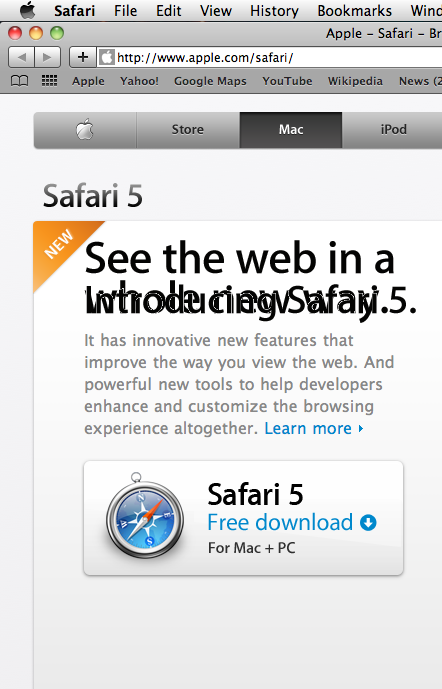 Safari File Edit View History Bookmarks Win
Apple – Safari – Br
http://www.apple.com/safari/
Apple Yahoo! Google Maps YouTube Wikipedia News (2
Store Mac iPod
Safari 5
NEW
See the web in a
whole new way.
Introducing Safari 5.
It has innovative new features that
improve the way you view the web. And
powerful new tools to help developers
enhance and customize the browsing
experience altogether. Learn more
Safari 5
Free download
For Mac + PC